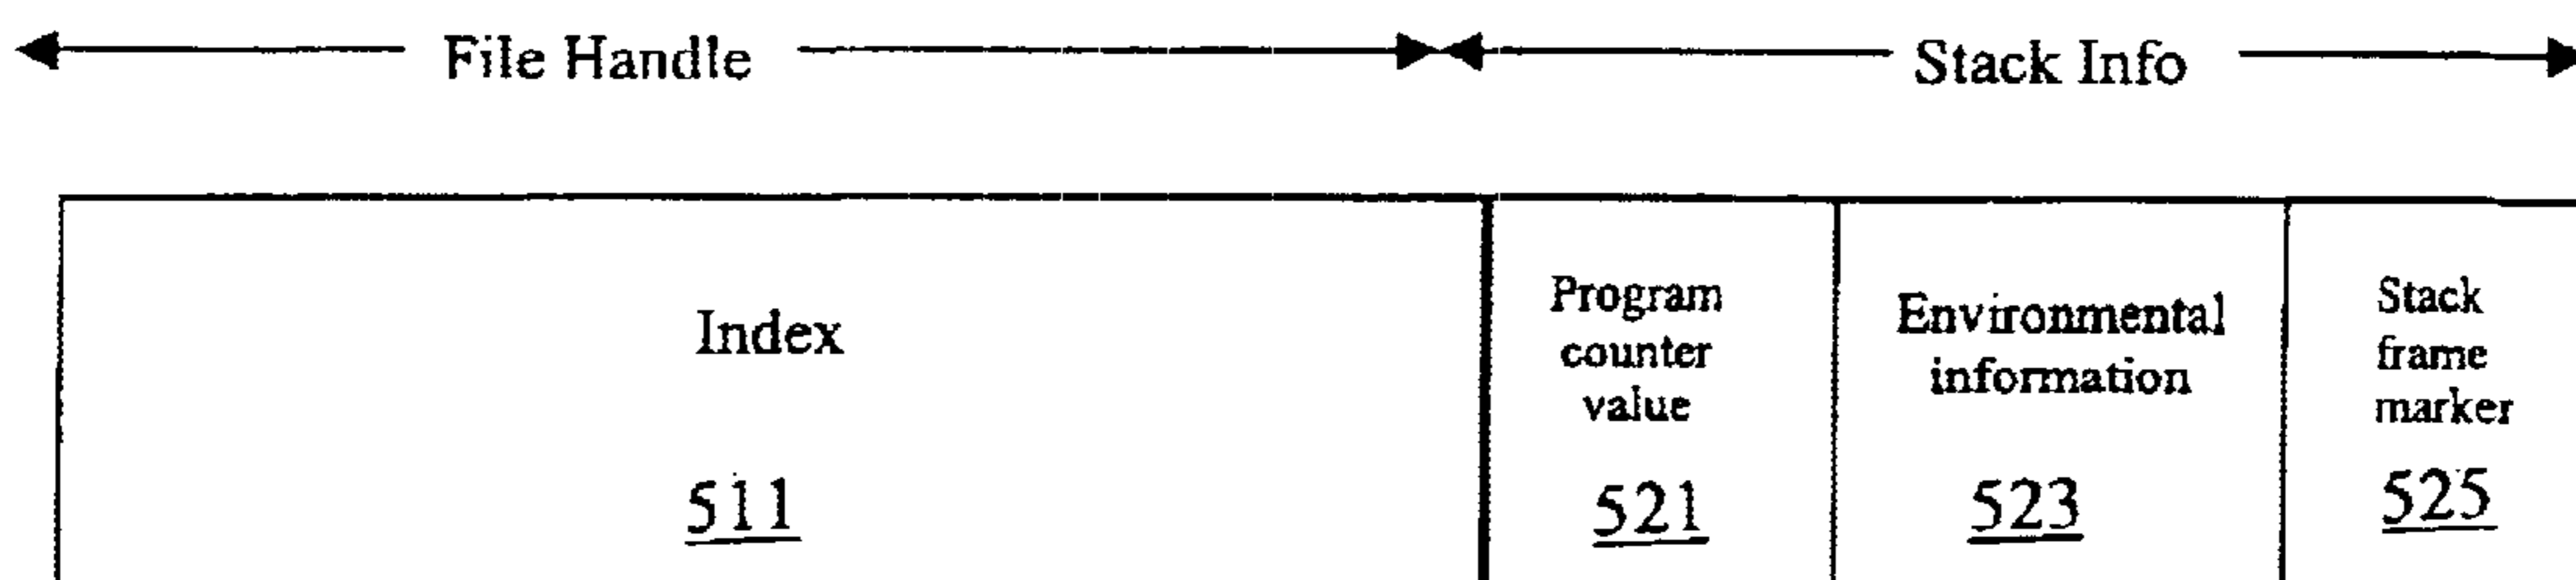 File Handle
Stack Info
Index
511
Program
counter
value
521
Environmental
information
523
Stack
frame
marker
525